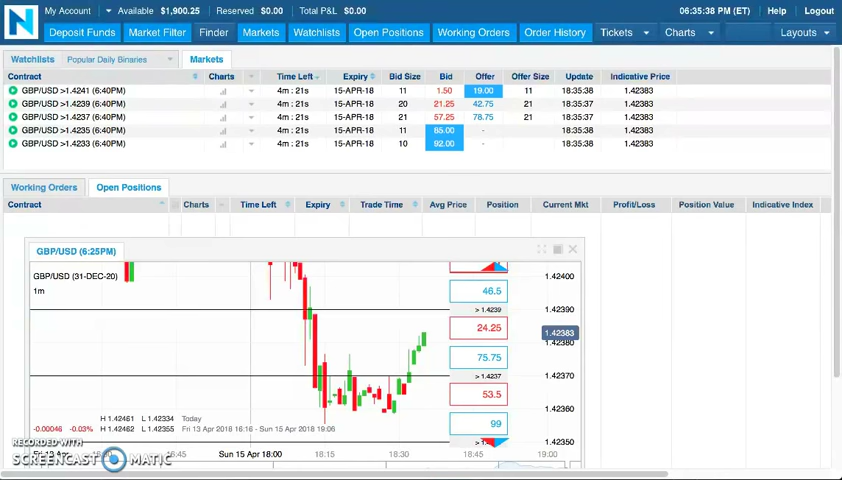 My Account Available $1,900.25 Reserved $0.00 Total P&L $0.00 06:35:38 PM (ET) Help Logout
Deposit Funds Market Filter Finder Markets Watchlists Open Positions Working Orders Order History Tickets Charts Layouts
Watchlists Popular Daily Binaries Markets
Contract Charts Time Left Expiry Bid Size Bid Offer Offer Size Update Indicative Price
GBP/USD >1.4241 (6:40PM) 4m : 21s 15-APR-18 11 1.50 19.00 11 18:35:38 1.42383
GBP/USD >1.4239 (6:40PM) 4m : 21s 15-APR-18 20 21.25 42.75 21 18:35:37 1.42383
GBP/USD >1.4237 (6:40PM) 4m : 21s 15-APR-18 21 57.25 78.75 21 18:35:37 1.42383
GBP/USD >1.4235 (6:40PM) 4m : 21s 15-APR-18 11 85.00 - 18:35:38 1.42383
GBP/USD >1.4233 (6:40PM) 4m : 21s 15-APR-18 10 92.00 - 18:35:38 1.42383
Working Orders Open Positions
Contract Charts Time Left Expiry Trade Time Avg Price Position Current Mkt Profit/Loss Position Value Indicative Index
GBP/USD (6:25PM)
GBP/USD (31-DEC-20) 1.42400
1m 46.5
> 1.4239 1.42390
24.25 1.42383
1.42380
75.75
> 1.4237 1.42370
53.5
1.42360
H 1.42461 L 1.42334 Today
99
-0.00046 -0.03% H 1.42462 L 1.42355 Fri 13 Apr 2018 16:16 - Sun 15 Apr 2018 19:06
1.42350
RECORDED WITH
SCREENCAST MATIC
Fri 13 Apr 16:45 Sun 15 Apr 18:00 18:15 18:30 18:45 19:00